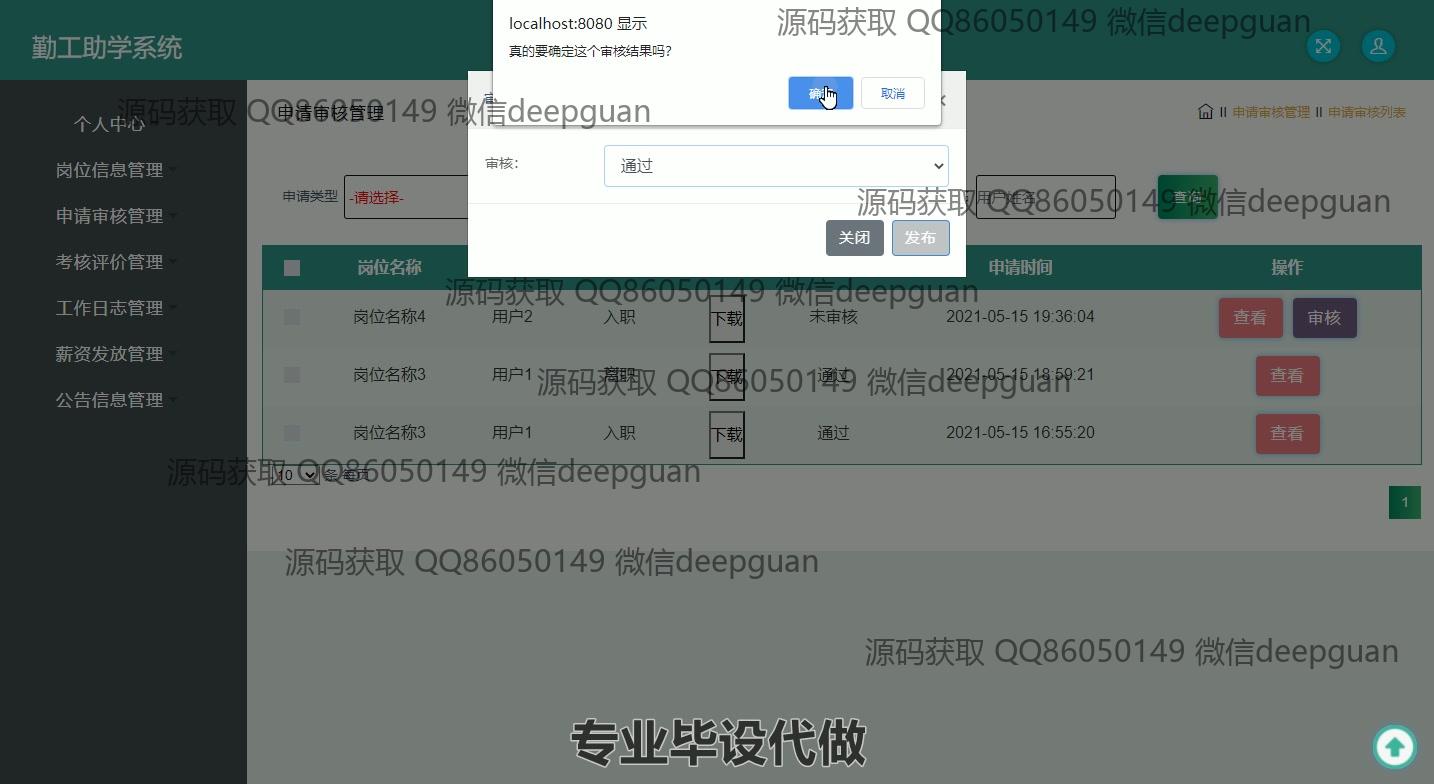 localhost:8080 显示
源码获取 QQ86050149 微信deepguan
勤工助学系统
真的要确定这个审核结果吗？
取消
源码获取 QQ86050149 微信deepguan
个人中心
申请审核管理
申请审核管理 申请审核列表
岗位信息管理
审核：
通过
申请类型
-请选择-
用户姓名
查询
源码获取 QQ86050149 微信deepguan
申请审核管理
关闭
发布
考核评价管理
岗位名称
申请时间
操作
源码获取 QQ86050149 微信deepguan
工作日志管理
岗位名称4 用户2 入职 下载 未审核 2021-05-15 19:36:04 查看 审核
薪资发放管理
岗位名称3 用户1 离职 下载 通过 2021-05-15 18:59:21 查看
源码获取 QQ86050149 微信deepguan
公告信息管理
岗位名称3 用户1 入职 下载 通过 2021-05-15 16:55:20 查看
10 条 每页
源码获取 QQ86050149 微信deepguan
1
源码获取 QQ86050149 微信deepguan
源码获取 QQ86050149 微信deepguan
专业毕设代做